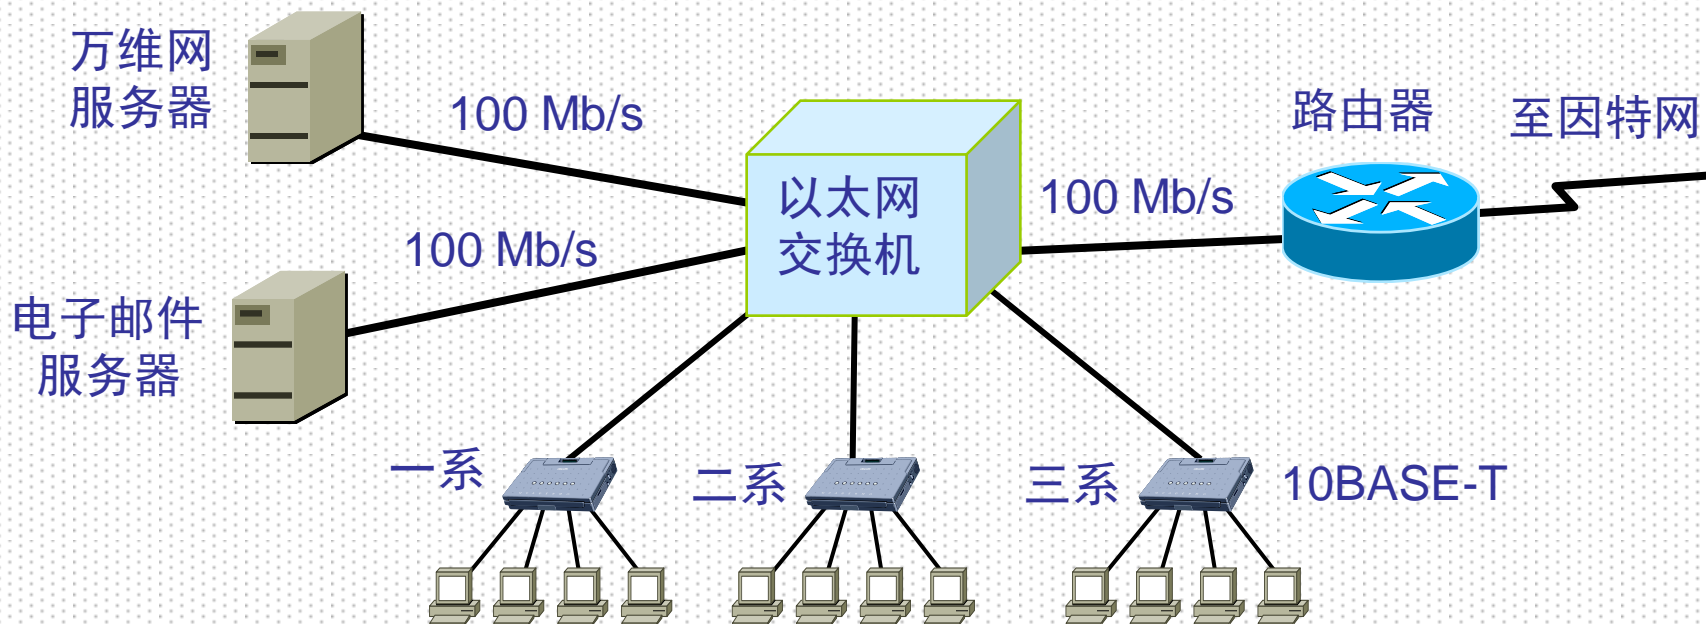 万维网
服务器
100 Mb/s
以太网
交换机
路由器
至因特网
100 Mb/s
100 Mb/s
电子邮件
服务器
一系
二系
三系
10BASE-T